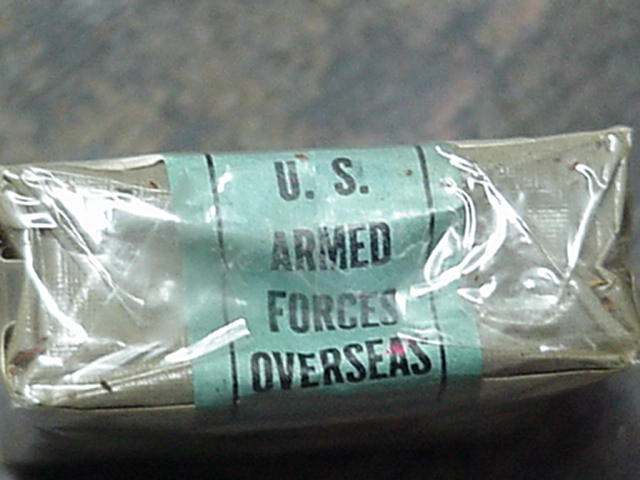 U. S.
ARMED
FORCES
OVERSEAS